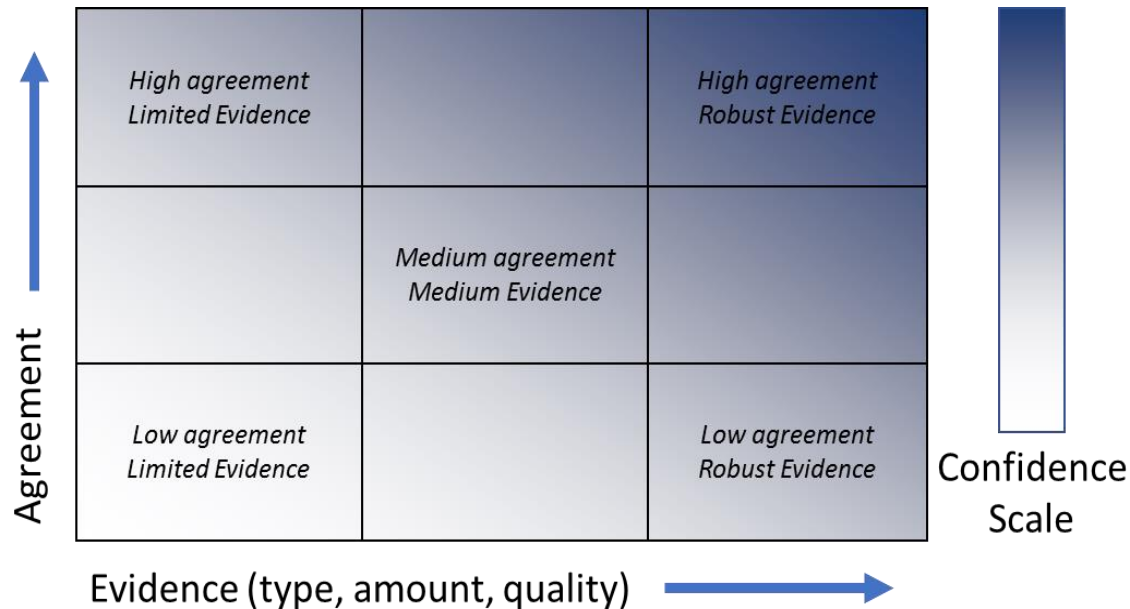 High agreement
Limited Evidence
High agreement
Robust Evidence
Medium agreement
Medium Evidence
Low agreement
Limited Evidence
Low agreement
Robust Evidence
Agreement
Evidence (type, amount, quality)
Confidence
Scale